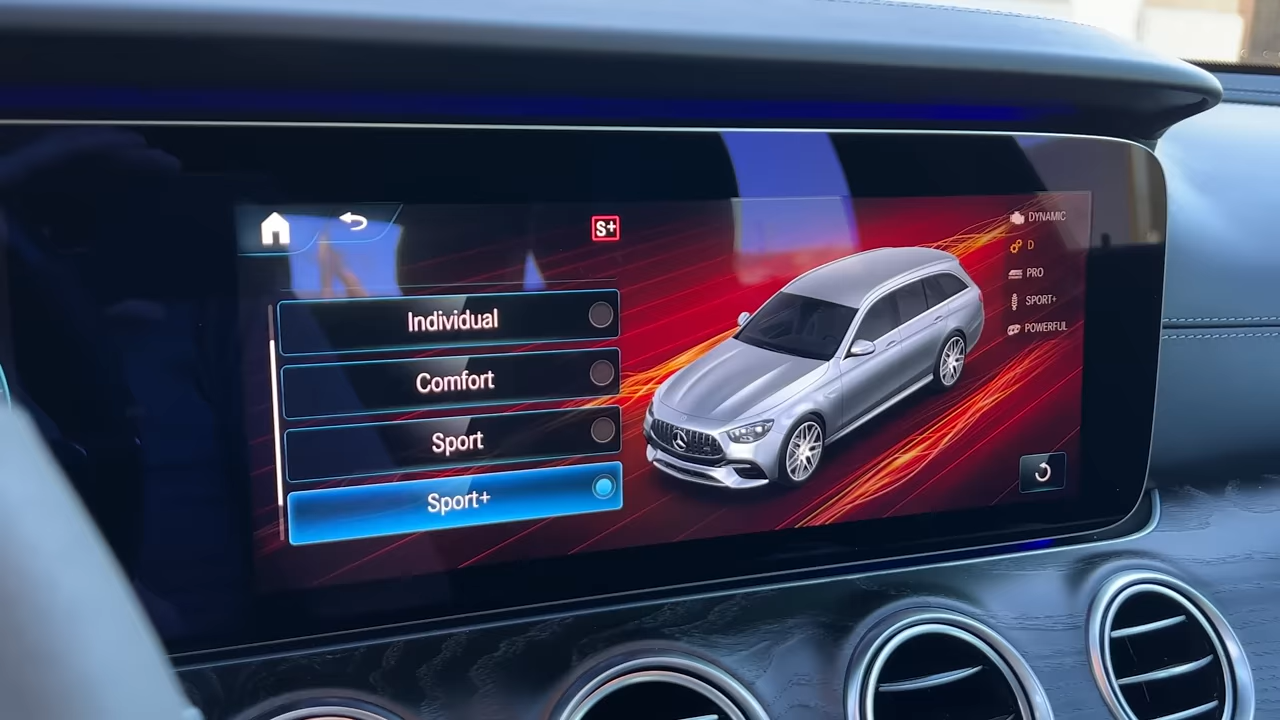 S+
Individual
Comfort
Sport
Sport+
DYNAMIC
D
PRO
SPORT+
POWERFUL